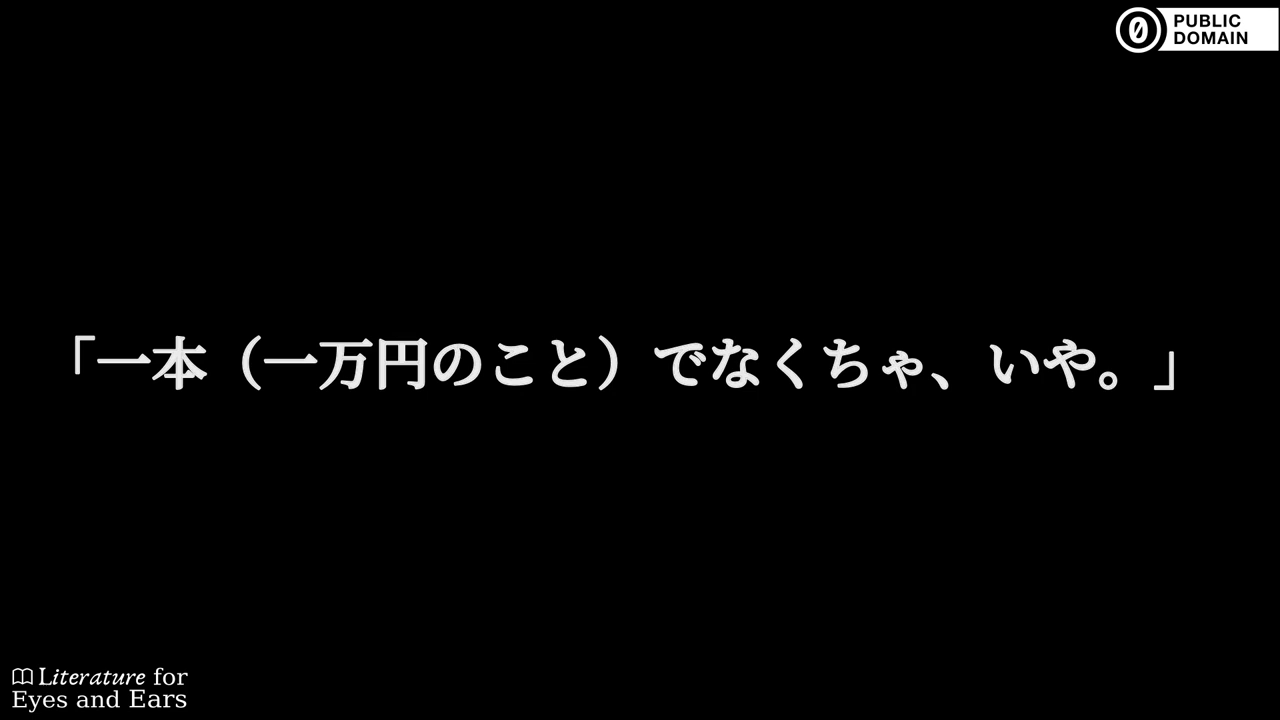 PUBLIC
DOMAIN
「一本（一万円のこと）でなくちゃ、いや。」
Literature for
Eyes and Ears